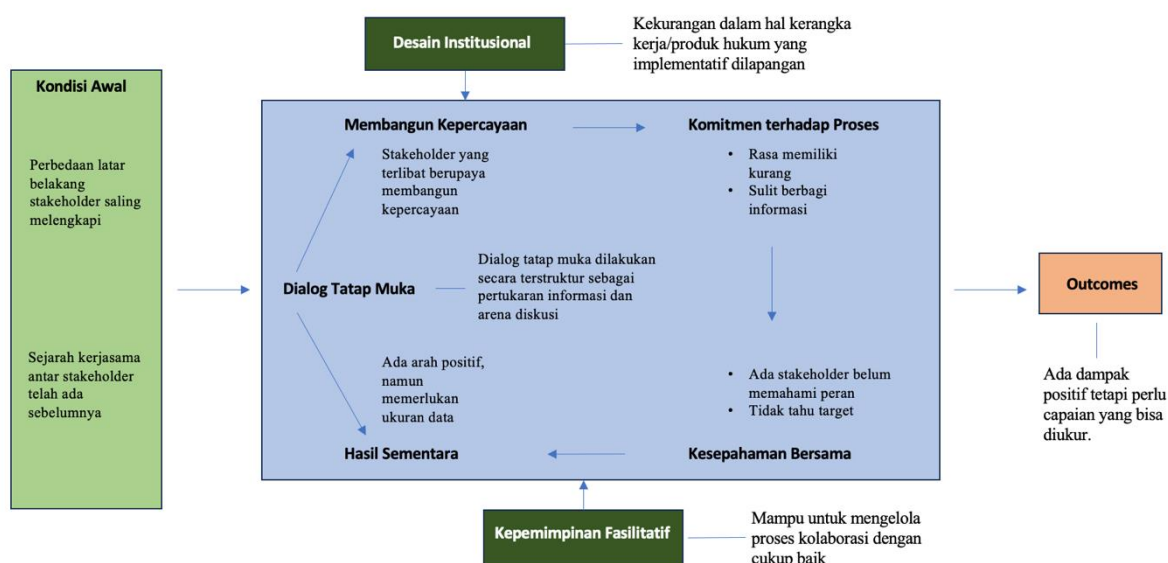 Desain Institusional
Kekurangan dalam hal kerangka
kerja/produk hukum yang
implementatif dilapangan
Kondisi Awal
Perbedaan latar
belakang
stakeholder saling
melengkapi
Sejarah kerjasama
antar stakeholder
telah ada
sebelumnya
Membangun Kepercayaan
Stakeholder yang
terlibat berupaya
membangun
kepercayaan
Komitmen terhadap Proses
• Rasa memiliki
kurang
• Sulit berbagi
informasi
Dialog Tatap Muka
Dialog tatap muka dilakukan
secara terstruktur sebagai
pertukaran informasi dan
arena diskusi
Ada arah positif,
namun
memerlukan
ukuran data
Hasil Sementara
• Ada stakeholder belum
memahami peran
• Tidak tahu target
Kesepahaman Bersama
Outcomes
Ada dampak
positif tetapi perlu
capaian yang bisa
diukur.
Kepemimpinan Fasilitatif
Mampu untuk mengelola
proses kolaborasi dengan
cukup baik